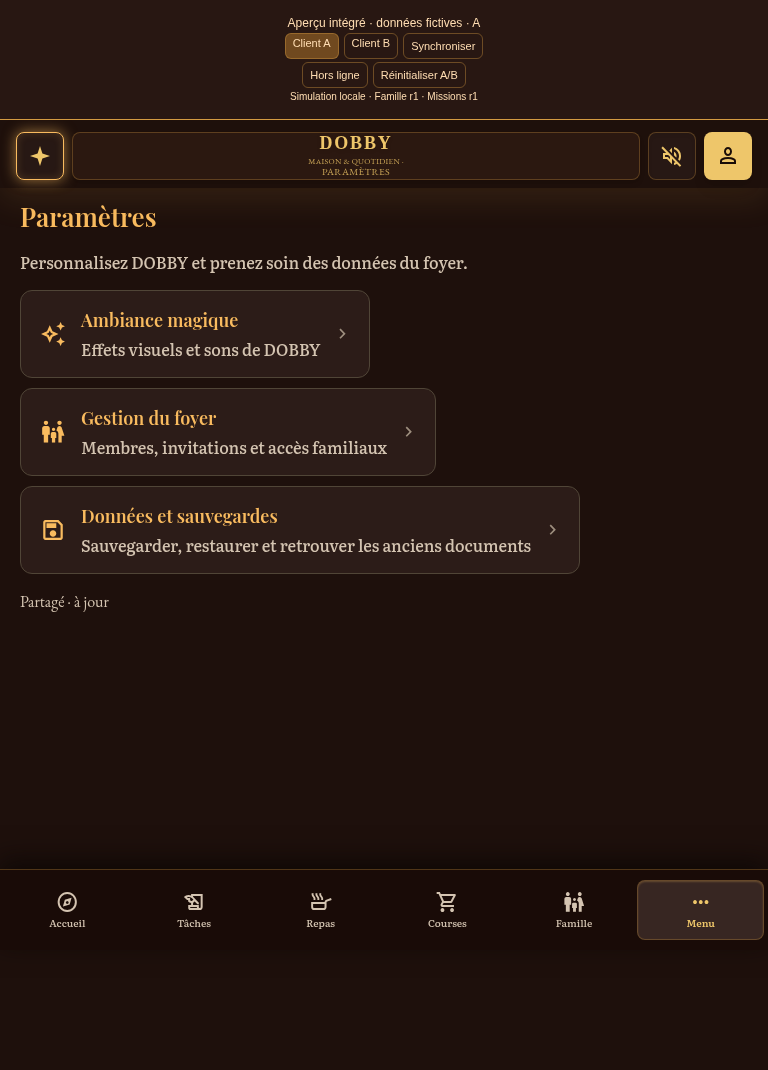 Aperçu intégré · données fictives · A
Client A
Client B
Synchroniser
Hors ligne
Réinitialiser A/B
Simulation locale · Famille r1 · Missions r1
DOBBY
MAISON & QUOTIDIEN ·
PARAMÈTRES
Paramètres
Personnalisez DOBBY et prenez soin des données du foyer.
Ambiance magique
Effets visuels et sons de DOBBY
Gestion du foyer
Membres, invitations et accès familiaux
Données et sauvegardes
Sauvegarder, restaurer et retrouver les anciens documents
Partagé · à jour
Accueil
Tâches
Repas
Courses
Famille
Menu